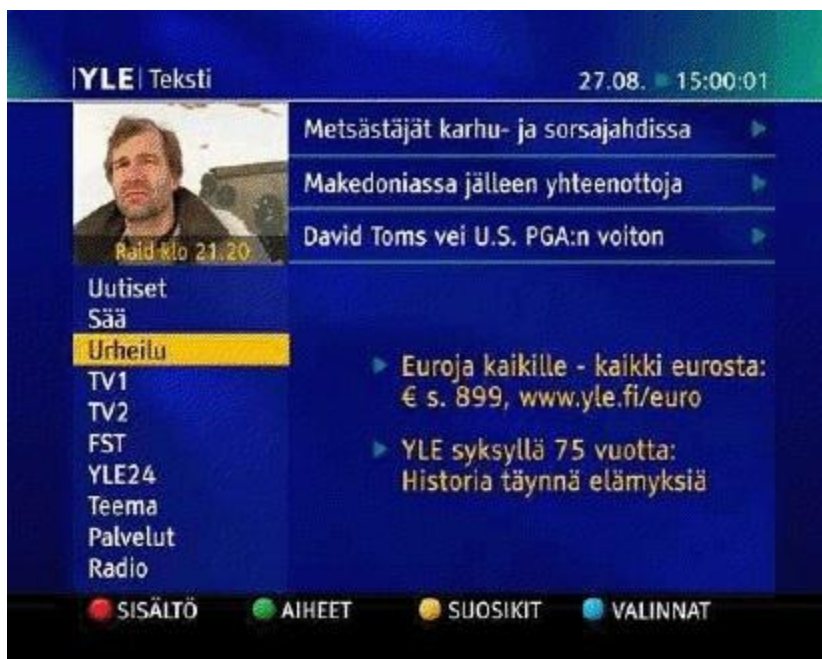 YLE Teksti
27.08. 15:00:01
Raid klo 21.20
Metsästäjät karhu- ja sorsajahdissa
Makedoniassa jälleen yhteenottoja
David Toms vei U.S. PGA:n voiton
Uutiset
Sää
Urheilu
TV1
TV2
FST
YLE24
Teema
Palvelut
Radio
Euroja kaikille - kaikki eurosta:
€ s. 899, www.yle.fi/euro
YLE syksyllä 75 vuotta:
Historia täynnä elämyksiä
SISÄLTÖ AIHEET SUOSIKIT VALINNAT